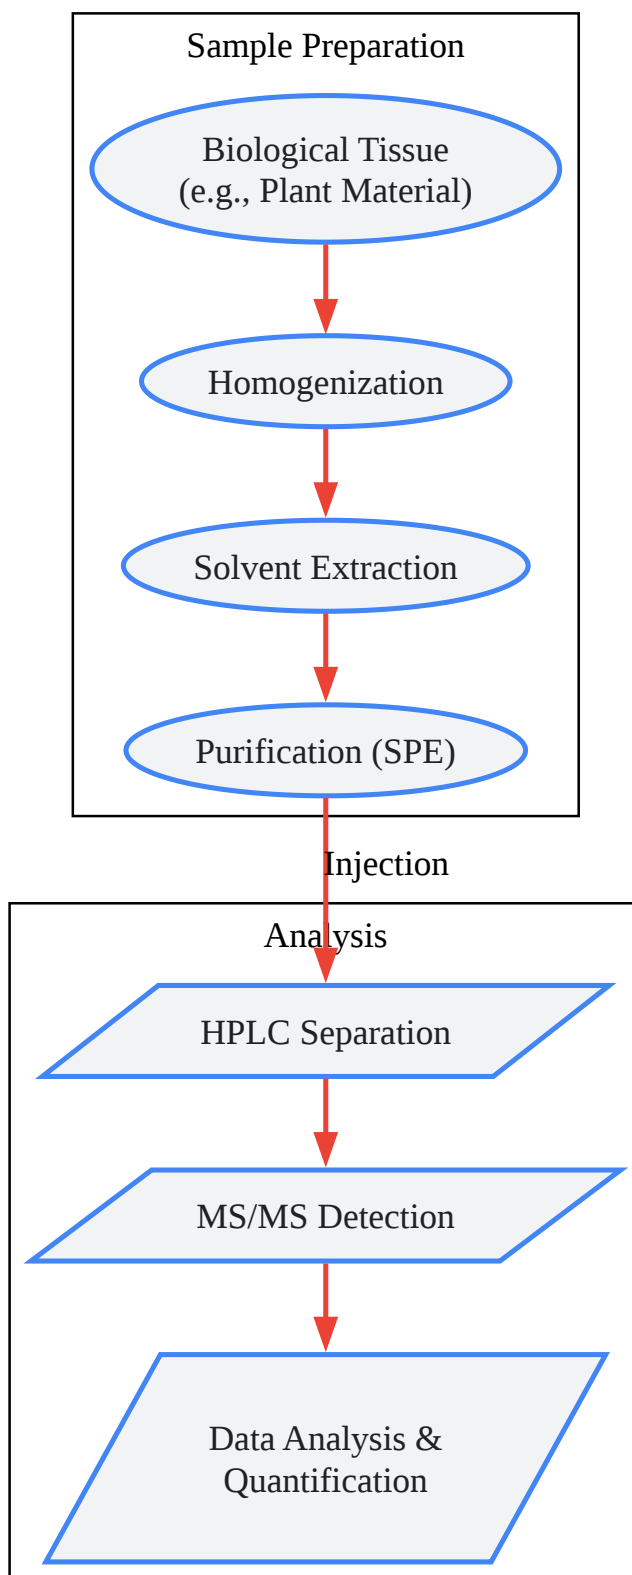 Sample Preparation
Biological Tissue
(e.g., Plant Material)
Homogenization
Solvent Extraction
Purification (SPE)
Injection
Analysis
HPLC Separation
MS/MS Detection
Data Analysis &
Quantification